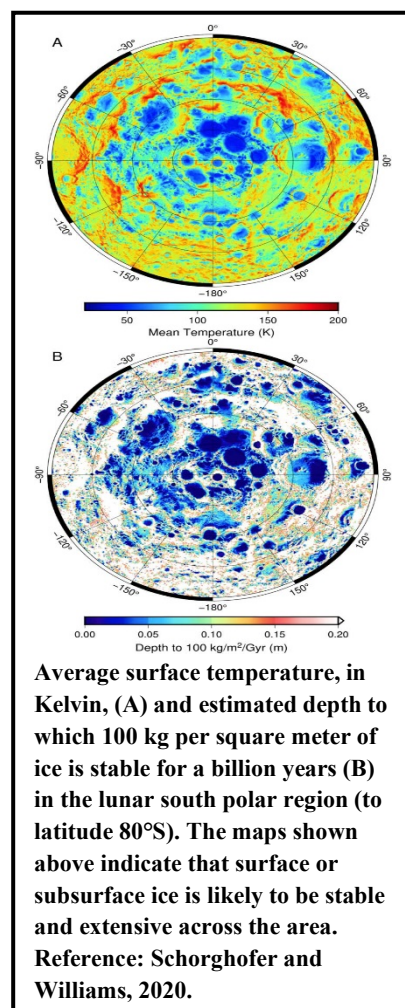 A
0°
-30°
30°
-60°
60°
-90°
90°
-120°
120°
-150°
150°
-180°
50 100 150 200
Mean Temperature (K)
B
0°
-30°
30°
-60°
60°
-90°
90°
-120°
120°
-150°
150°
-180°
0.00 0.05 0.10 0.15 0.20
Depth to 100 kg/m²/Gyr (m)
Average surface temperature, in
Kelvin, (A) and estimated depth to
which 100 kg per square meter of
ice is stable for a billion years (B)
in the lunar south polar region (to
latitude 80°S). The maps shown
above indicate that surface or
subsurface ice is likely to be stable
and extensive across the area.
Reference: Schorghofer and
Williams, 2020.